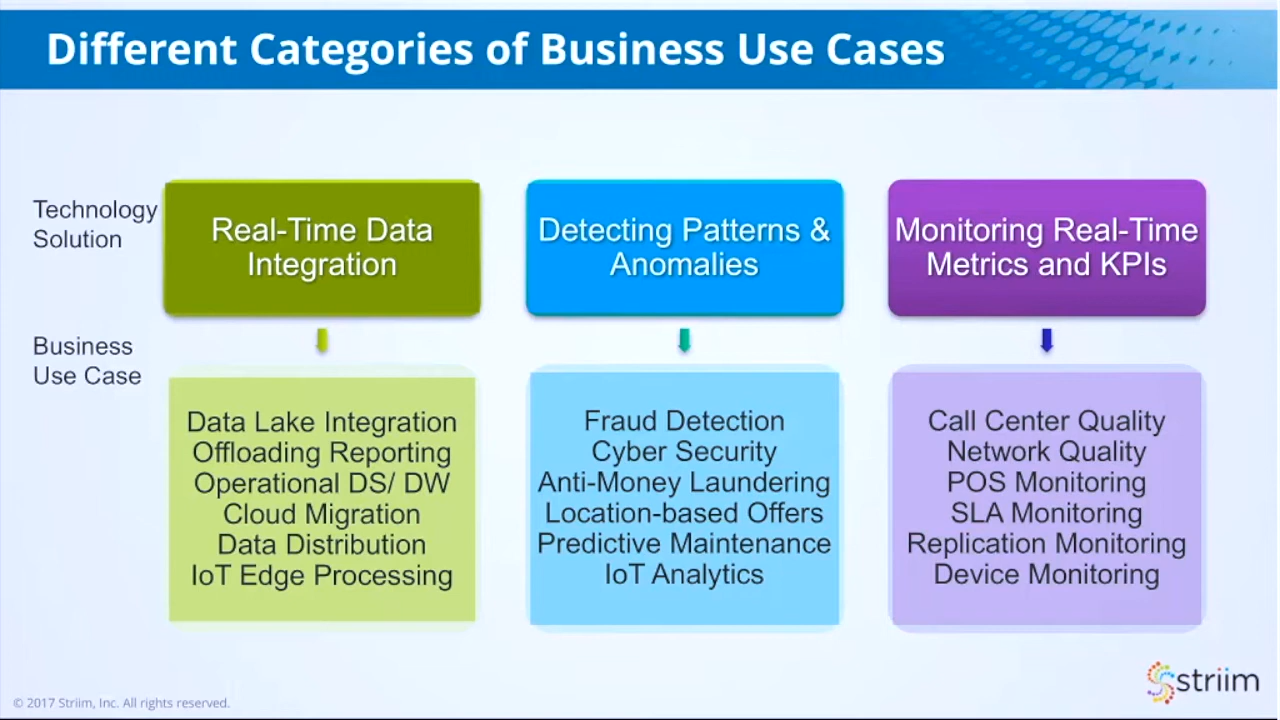 Different Categories of Business Use Cases
Technology
Solution
Real-Time Data
Integration
Detecting Patterns &
Anomalies
Monitoring Real-Time
Metrics and KPIs
Business
Use Case
Data Lake Integration
Offloading Reporting
Operational DS/ DW
Cloud Migration
Data Distribution
IoT Edge Processing
Fraud Detection
Cyber Security
Anti-Money Laundering
Location-based Offers
Predictive Maintenance
IoT Analytics
Call Center Quality
Network Quality
POS Monitoring
SLA Monitoring
Replication Monitoring
Device Monitoring
© 2017 Striim, Inc. All rights reserved.
striim